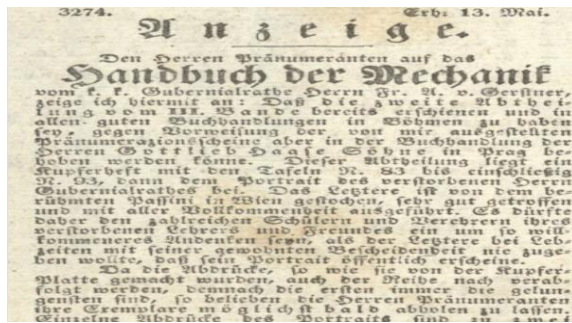 3274. Erh: 13. Mai.
Anzeige.
Den Herren Pränumeranten auf das
Handbuch der Mechanik
vom k. k. Gubernialrathe Herrn Fr. A. v. Gerstner,
zeige ich hiermit an: Daß die zweite Abthei-
lung vom III. Bande bereits erschienen und in
allen guten Buchhandlungen in Böhmen zu haben
sey, gegen Vorweisung der von mir ausgestellten
Pränumerazionsscheine aber in der Buchhandlung der
Herren Gottlieb Haase Söhne in Prag be-
hoben werden könne. Dieser Abtheilung liegt ein
Kupferheft mit den Tafeln N. 83 bis einschließig
N. 93, dann dem Portrait des verstorbenen Herrn
Gubernialrathes bei. Das Letztere ist von dem be-
rühmten Passini in Wien gestochen, sehr gut getroffen
und mit aller Vollkommenheit ausgeführt. Es dürfte
daher den zahlreichen Schülern und Verehrern ihres
verstorbenen Lehrers und Freundes ein um so will-
kommeneres Andenken seyn, als der Letztere bei Leb-
zeiten mit seiner gewohnten Bescheidenheit nie zuge-
ben wollte, daß sein Portrait öffentlich erscheine.
Da die Abdrücke, so wie sie von der Kupfer-
platte gemacht wurden, auch der Reihe nach verab-
folgt werden, demnach die ersten immer die gelun-
gensten sind, so belieben die Herren Pränumeranten
ihre Exemplare möglichst bald abholen zu lassen.
Einzelne Abdrücke des Portraits sind zu zwei